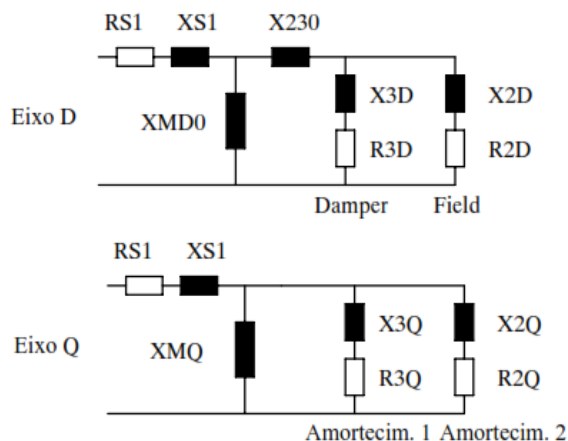 RS1 XS1 X230
Eixo D XMD0 X3D X2D
R3D R2D
Damper Field
RS1 XS1
Eixo Q XMQ X3Q X2Q
R3Q R2Q
Amortecim. 1 Amortecim. 2